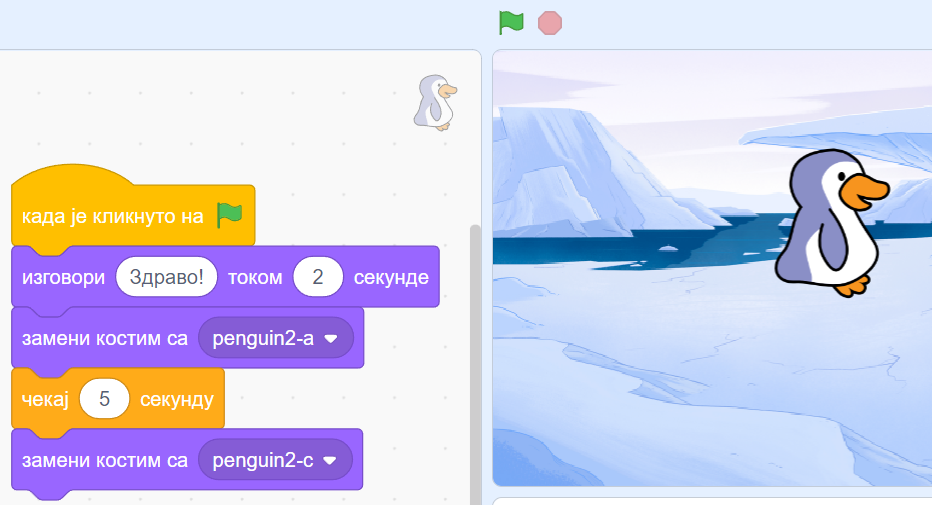 када је кликнуто на
изговори Здраво! током 2 секунде
замени костим са penguin2-a
чекај 5 секунду
замени костим са penguin2-c